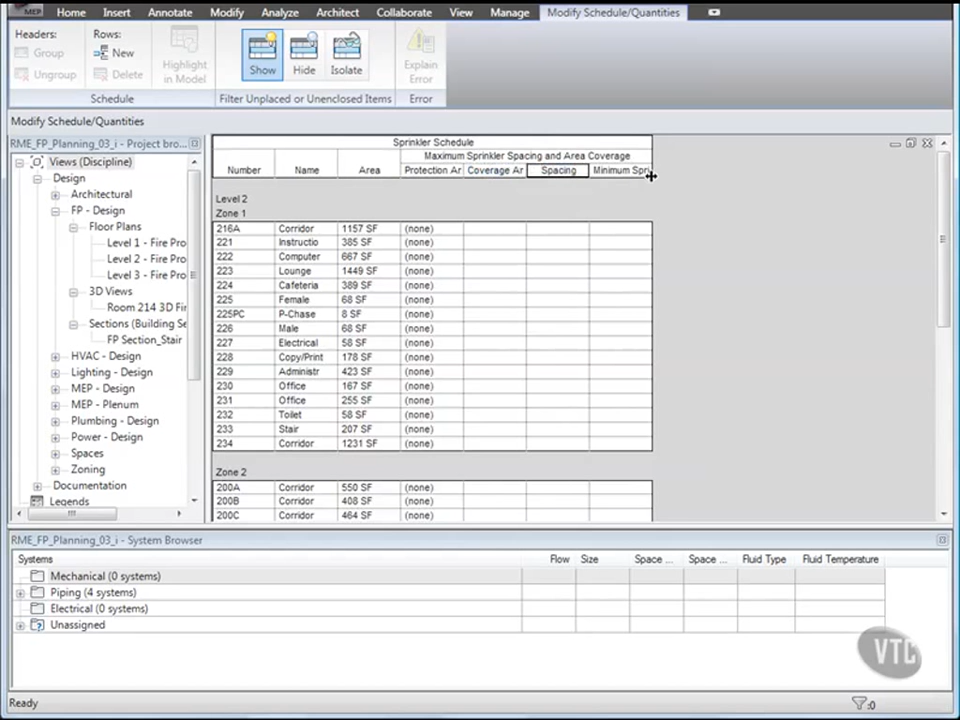 MEP Home Insert Annotate Modify Analyze Architect Collaborate View Manage Modify Schedule/Quantities
Headers: Rows:
Group New
Ungroup Delete
Highlight in Model
Show Hide Isolate
Explain Error
Schedule Filter Unplaced or Unenclosed Items Error
Modify Schedule/Quantities
RME_FP_Planning_03_i - Project bro...
Views (Discipline)
Design
Architectural
FP - Design
Floor Plans
Level 1 - Fire Pro
Level 2 - Fire Pro
Level 3 - Fire Pro
3D Views
Room 214 3D Fir
Sections (Building Se
FP Section_Stair
HVAC - Design
Lighting - Design
MEP - Design
MEP - Plenum
Plumbing - Design
Power - Design
Spaces
Zoning
Documentation
Legends
Sprinkler Schedule
Maximum Sprinkler Spacing and Area Coverage
Number Name Area Protection Ar Coverage Ar Spacing Minimum Spri
Level 2
Zone 1
216A Corridor 1157 SF (none)
221 Instructio 385 SF (none)
222 Computer 667 SF (none)
223 Lounge 1449 SF (none)
224 Cafeteria 389 SF (none)
225 Female 68 SF (none)
225PC P-Chase 8 SF (none)
226 Male 68 SF (none)
227 Electrical 58 SF (none)
228 Copy/Print 178 SF (none)
229 Administr 423 SF (none)
230 Office 167 SF (none)
231 Office 255 SF (none)
232 Toilet 58 SF (none)
233 Stair 207 SF (none)
234 Corridor 1231 SF (none)
Zone 2
200A Corridor 550 SF (none)
200B Corridor 408 SF (none)
200C Corridor 464 SF (none)
RME_FP_Planning_03_i - System Browser
Systems Flow Size Space ... Space ... Fluid Type Fluid Temperature
Mechanical (0 systems)
Piping (4 systems)
Electrical (0 systems)
Unassigned
VTC
Ready :0